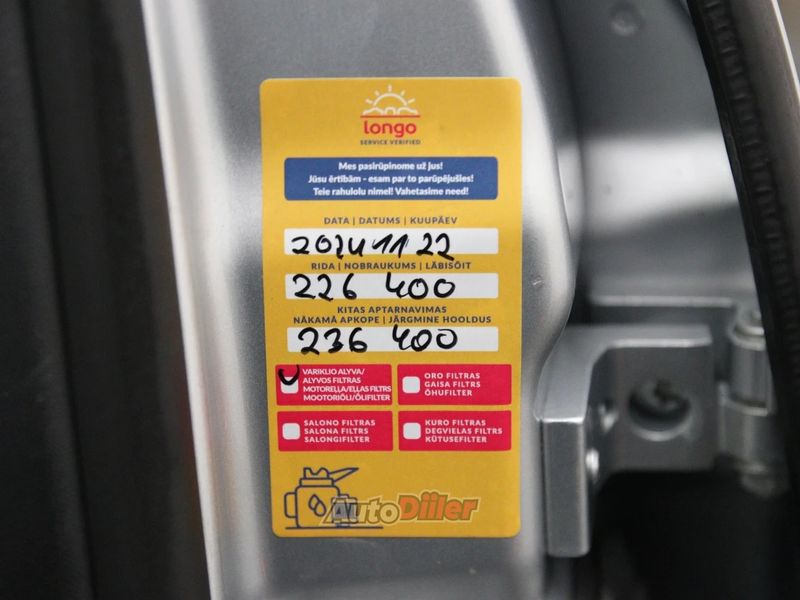 longo
SERVICE VERIFIED
Mes pasirūpinome už jus!
Jūsu ērtībām - esam par to parūpējušies!
Teie rahulolu nimel! Vahetasime need!
DATA | DATUMS | KUUPÄEV
2024 11 22
RIDA | NOBRAUKUMS | LÄBISÕIT
226 400
KITAS APTARNAVIMAS
NĀKAMĀ APKOPE | JÄRGMINE HOOLDUS
236 400
VARIKLIO ALYVA/
ALYVOS FILTRAS
MOTORELLA/EĻĻAS FILTRS
MOOTORIÕLI/ÕLIFILTER
ORO FILTRAS
GAISA FILTRS
ÕHUFILTER
SALONO FILTRAS
SALONA FILTRS
SALONGIFILTER
KURO FILTRAS
DEGVIELAS FILTRS
KÜTUSEFILTER
AutoDiiler